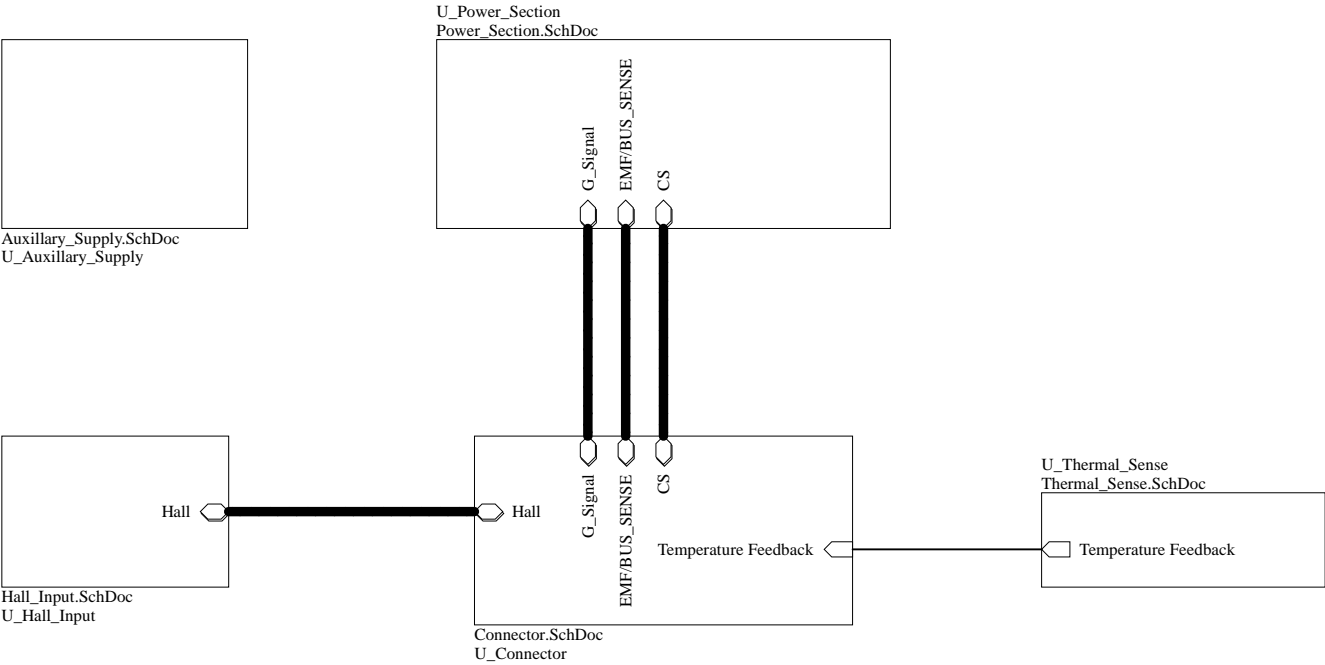 U_Power_Section
Power_Section.SchDoc
G_Signal
EMF/BUS_SENSE
CS
Auxillary_Supply.SchDoc
U_Auxillary_Supply
Hall
Hall_Input.SchDoc
U_Hall_Input
Hall
G_Signal
EMF/BUS_SENSE
CS
Temperature Feedback
Connector.SchDoc
U_Connector
U_Thermal_Sense
Thermal_Sense.SchDoc
Temperature Feedback